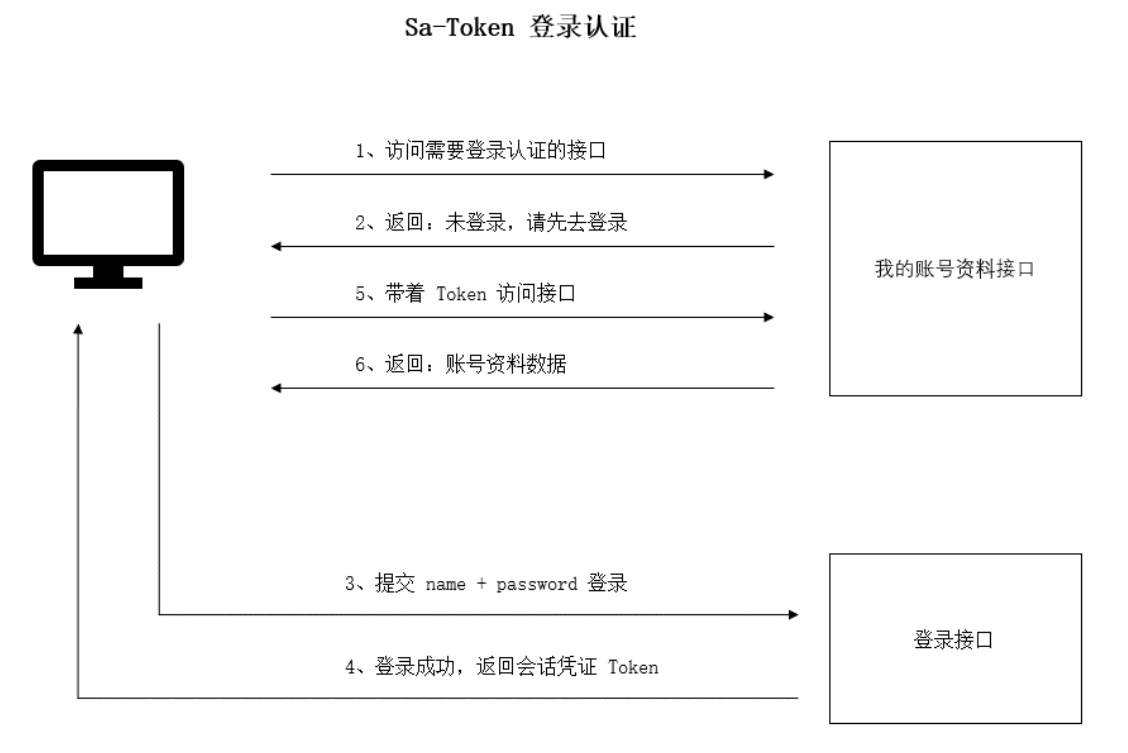 Sa-Token 登录认证
1、访问需要登录认证的接口
2、返回：未登录，请先去登录
我的账号资料接口
5、带着 Token 访问接口
6、返回：账号资料数据
3、提交 name + password 登录
登录接口
4、登录成功，返回会话凭证 Token